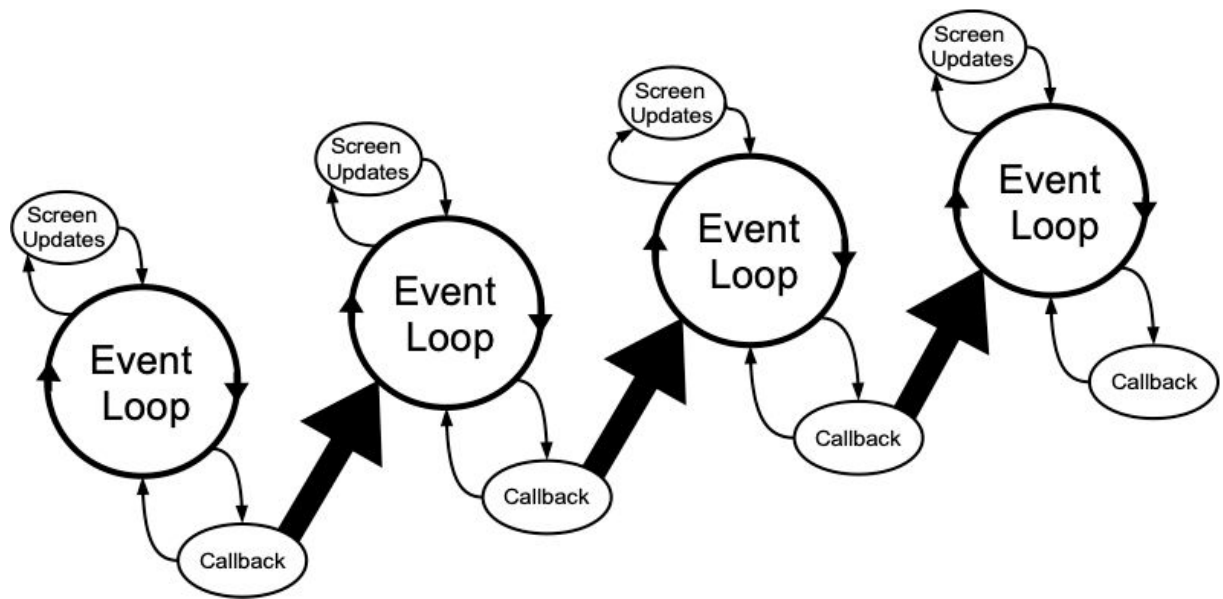 Screen
Updates
Event
Loop
Callback
Screen
Updates
Event
Loop
Callback
Screen
Updates
Event
Loop
Callback
Screen
Updates
Event
Loop
Callback